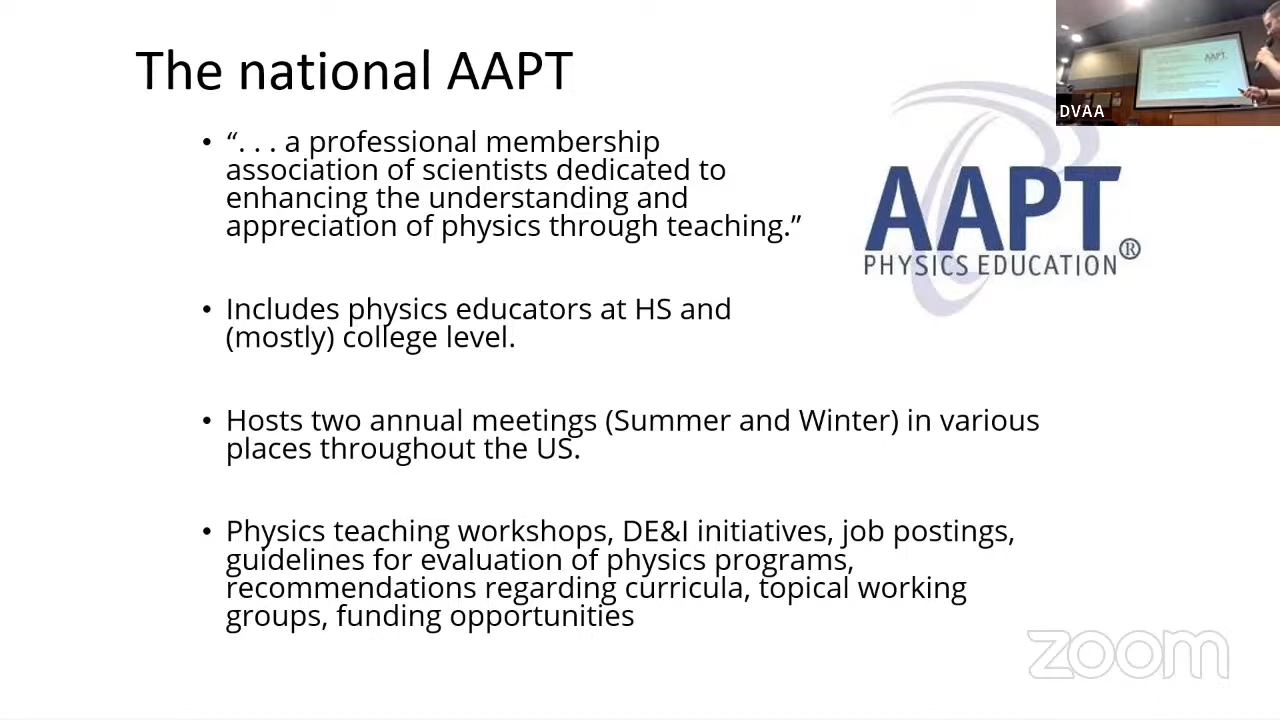 The national AAPT
DVAA
• “. . . a professional membership
association of scientists dedicated to
enhancing the understanding and
appreciation of physics through teaching.”
AAPT®
PHYSICS EDUCATION
• Includes physics educators at HS and
(mostly) college level.
• Hosts two annual meetings (Summer and Winter) in various
places throughout the US.
• Physics teaching workshops, DE&I initiatives, job postings,
guidelines for evaluation of physics programs,
recommendations regarding curricula, topical working
groups, funding opportunities
zoom